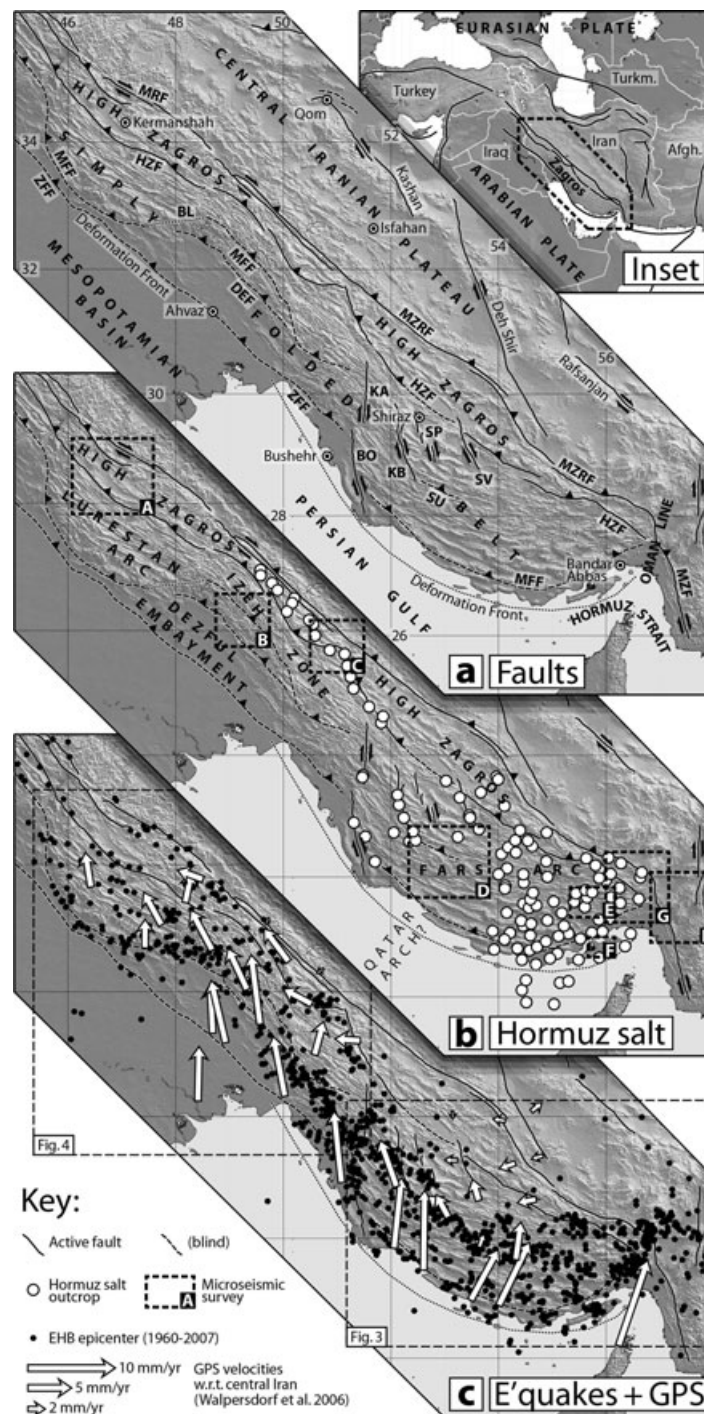 46
48
50
EURASIAN PLATE
Turkey
Turkm.
Iraq
Iran
Afgh.
Zagros
ARABIAN PLATE
Inset
CENTRAL IRANIAN PLATEAU
MRF
Qom
Kermanshah
52
34
HIGH ZAGROS
SIMPLY FOLDED BELT
HZF
MFF
ZFF
Kashan
Isfahan
BL
54
Deformation Front
MFF
DEF
32
MESOPOTAMIAN BASIN
Ahvaz
MZRF
Deh Shir
56
Rafsanjan
HIGH ZAGROS
HZF
30
KA
ZFF
Shiraz
SP
Bushehr
BO
KB
SV
MZRF
SU
28
HZF
OMAN LINE
MFF
Bandar Abbas
MZF
PERSIAN GULF
Deformation Front
HORMUZ STRAIT
26
a Faults
HIGH ZAGROS
A
LURESTAN ARC
IZEH ZONE
DEZFUL EMBAYMENT
B
C
HIGH ZAGROS
FARS ARC
D
E
G
F
QATAR ARCH?
b Hormuz salt
Fig. 4
Fig. 3
Key:
Active fault
(blind)
Hormuz salt outcrop
A
Microseismic survey
EHB epicenter (1960-2007)
10 mm/yr
5 mm/yr
2 mm/yr
GPS velocities
w.r.t. central Iran
(Walpersdorf et al. 2006)
c E'quakes + GPS